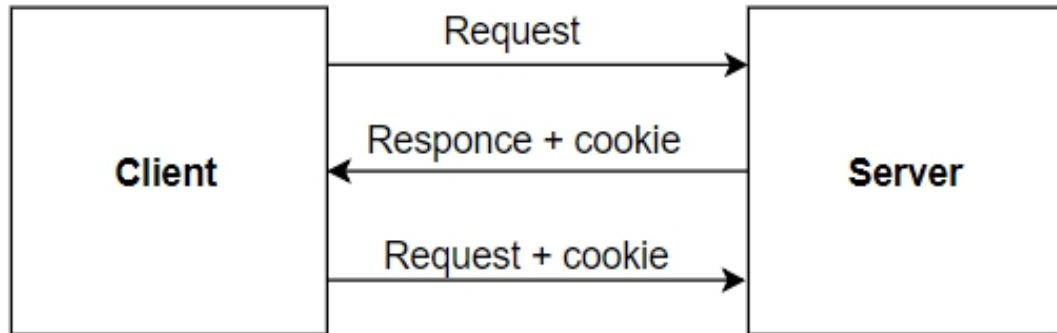 Request
Responce + cookie
Client
Server
Request + cookie